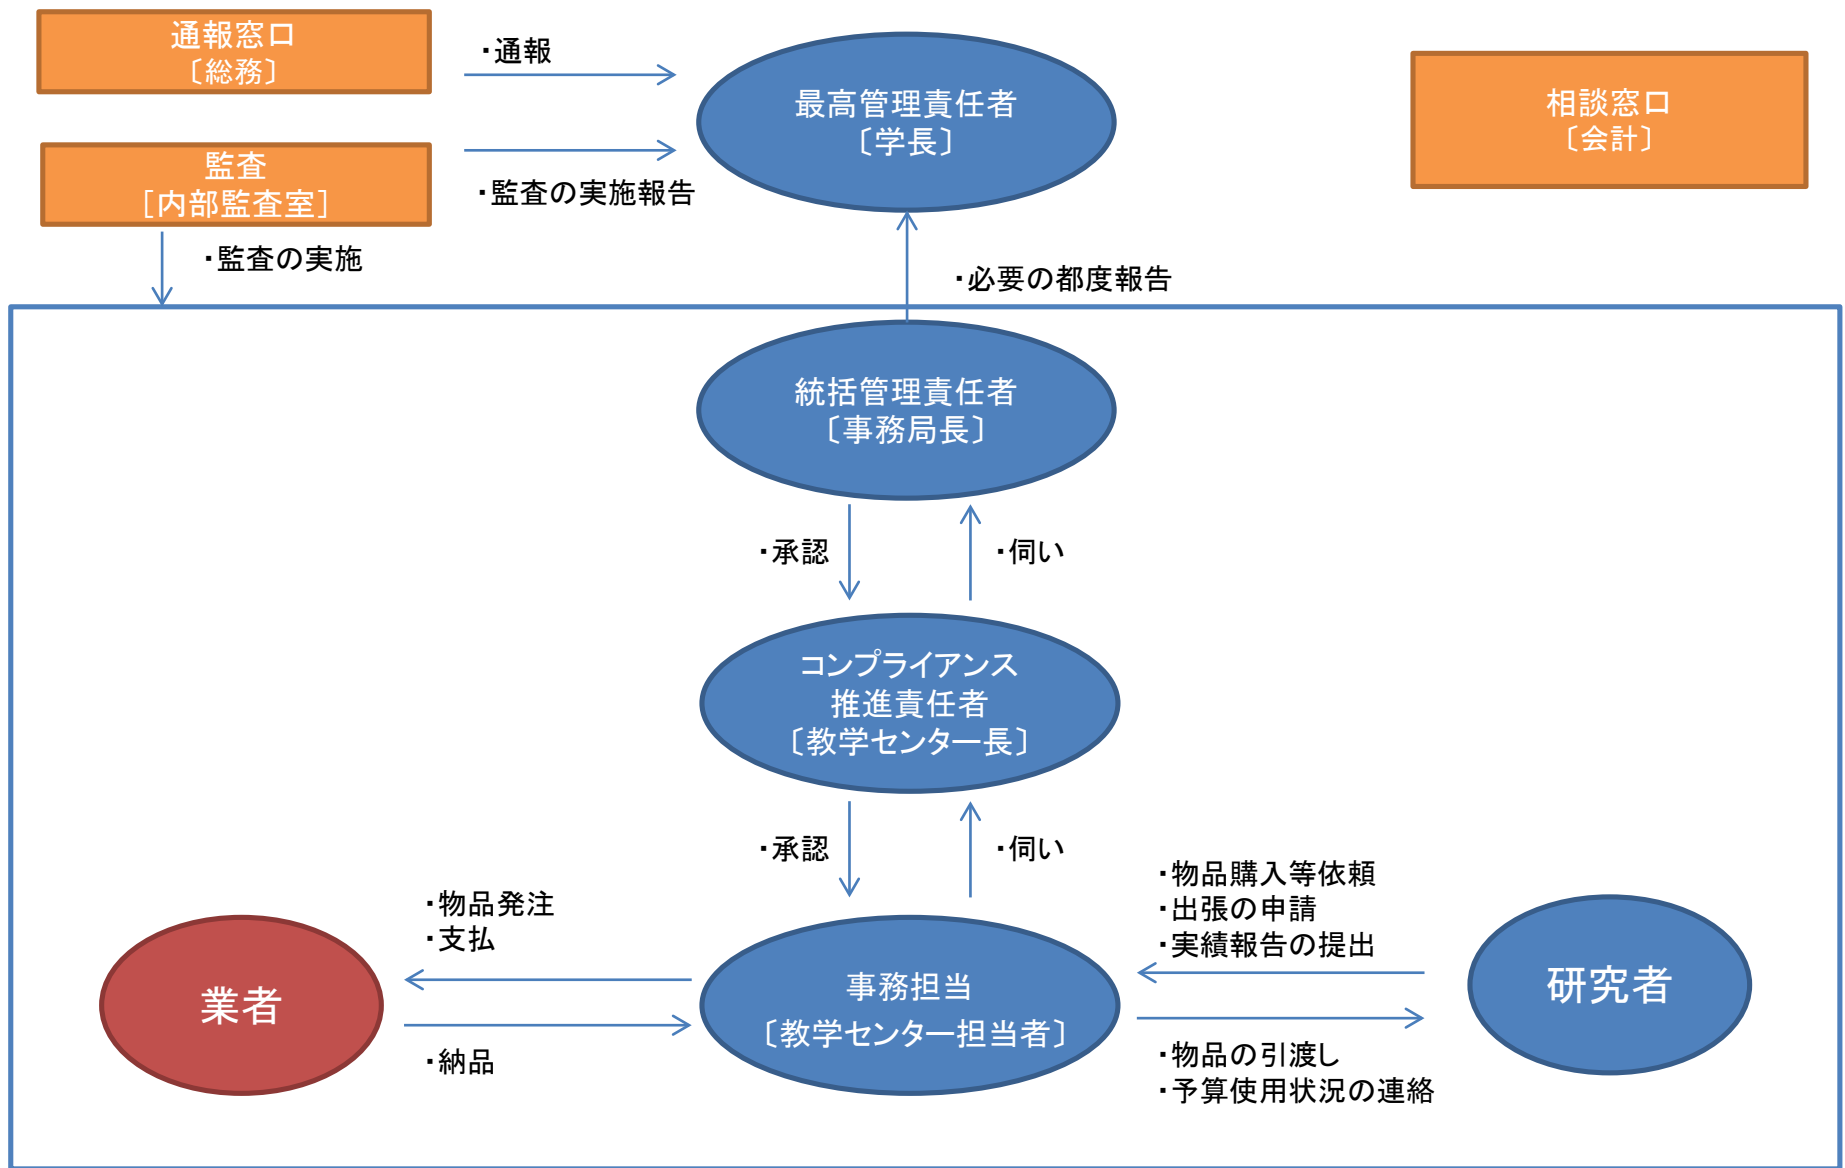 通報窓口
〔総務〕
・通報
最高管理責任者
〔学長〕
相談窓口
〔会計〕
監査
［内部監査室］
・監査の実施報告
・監査の実施
・必要の都度報告
統括管理責任者
〔事務局長〕
・承認
・伺い
コンプライアンス
推進責任者
〔教学センター長〕
・承認
・伺い
・物品発注
・支払
・物品購入等依頼
・出張の申請
・実績報告の提出
業者
事務担当
〔教学センター担当者〕
研究者
・納品
・物品の引渡し
・予算使用状況の連絡